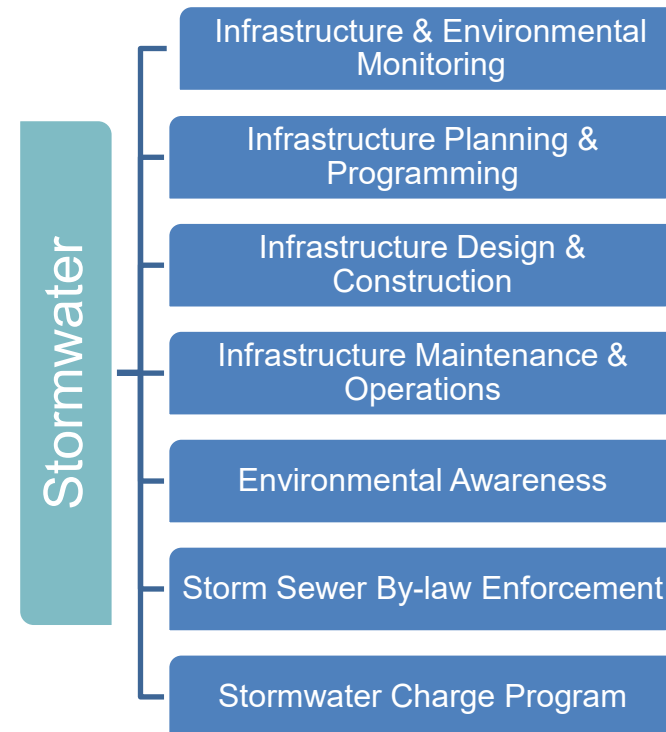 Stormwater
Infrastructure & Environmental
Monitoring
Infrastructure Planning &
Programming
Infrastructure Design &
Construction
Infrastructure Maintenance &
Operations
Environmental Awareness
Storm Sewer By-law Enforcement
Stormwater Charge Program